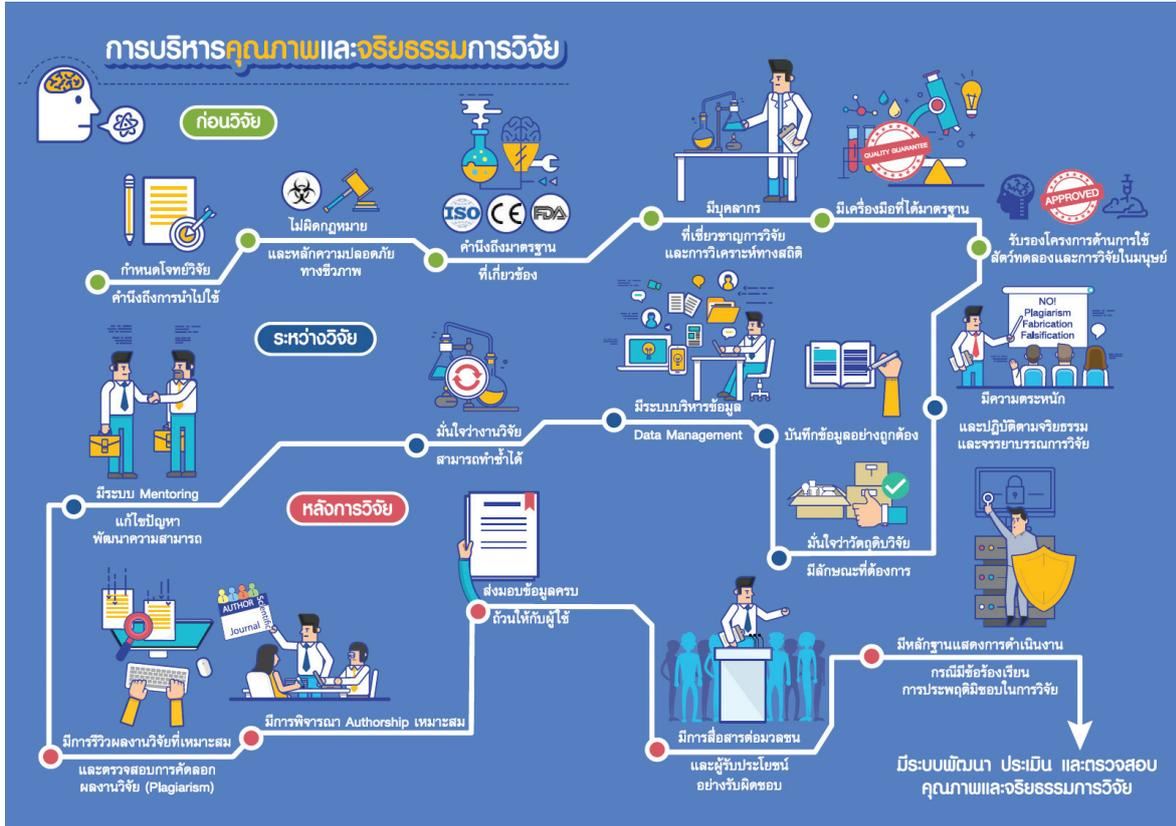 การบริหารคุณภาพและจริยธรรมการวิจัย
ก่อนวิจัย
กำหนดโจทย์วิจัย
คำนึงถึงการนำไปใช้
ไม่ผิดกฎหมาย
และหลักความปลอดภัย
ทางชีวภาพ
ISO
CE
FDA
คำนึงถึงมาตรฐาน
ที่เกี่ยวข้อง
มีบุคลากร
ที่เชี่ยวชาญการวิจัย
และการวิเคราะห์ทางสถิติ
QUALITY GUARANTEE
มีเครื่องมือที่ได้มาตรฐาน
APPROVED
รับรองโครงการด้านการใช้
สัตว์ทดลองและการวิจัยในมนุษย์
ระหว่างวิจัย
NO!
Plagiarism
Fabrication
Falsification
มีความตระหนัก
และปฏิบัติตามจริยธรรม
และจรรยาบรรณการวิจัย
มั่นใจว่าวัตถุดิบวิจัย
มีลักษณะที่ต้องการ
บันทึกข้อมูลอย่างถูกต้อง
มีระบบบริหารข้อมูล
Data Management
มั่นใจว่างานวิจัย
สามารถทำซ้ำได้
มีระบบ Mentoring
แก้ไขปัญหา
พัฒนาความสามารถ
หลังการวิจัย
มีการรีวิวผลงานวิจัยที่เหมาะสม
และตรวจสอบการคัดลอก
ผลงานวิจัย (Plagiarism)
AUTHOR
Scientific
Journal
มีการพิจารณา Authorship เหมาะสม
ส่งมอบข้อมูลครบ
ถ้วนให้กับผู้ใช้
มีการสื่อสารต่อมวลชน
และผู้รับประโยชน์
อย่างรับผิดชอบ
มีหลักฐานแสดงการดำเนินงาน
กรณีมีข้อร้องเรียน
การประพฤติมิชอบในการวิจัย
มีระบบพัฒนา ประเมิน และตรวจสอบ
คุณภาพและจริยธรรมการวิจัย